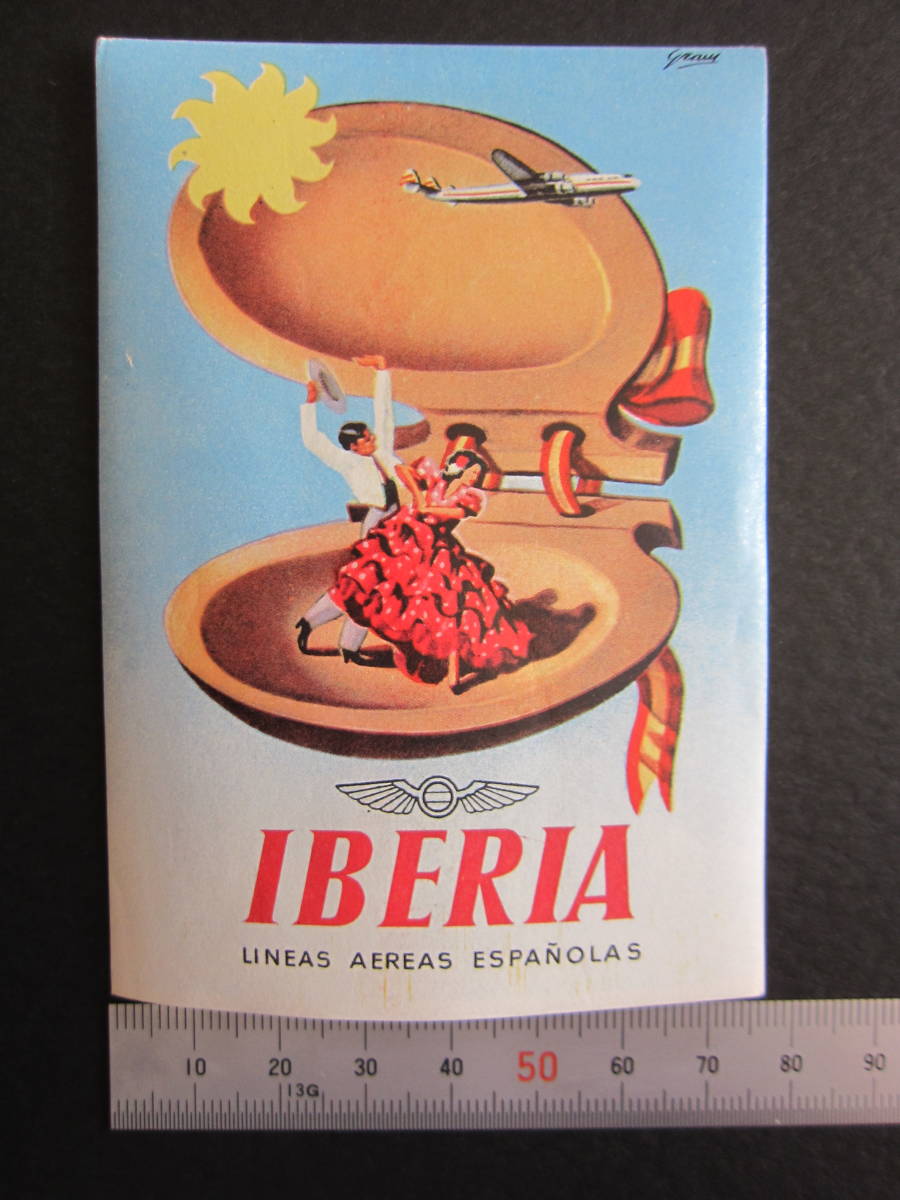 IBERIA
LINEAS AEREAS ESPAÑOLAS
10 20 30 40 50 60 70 80 90
13G